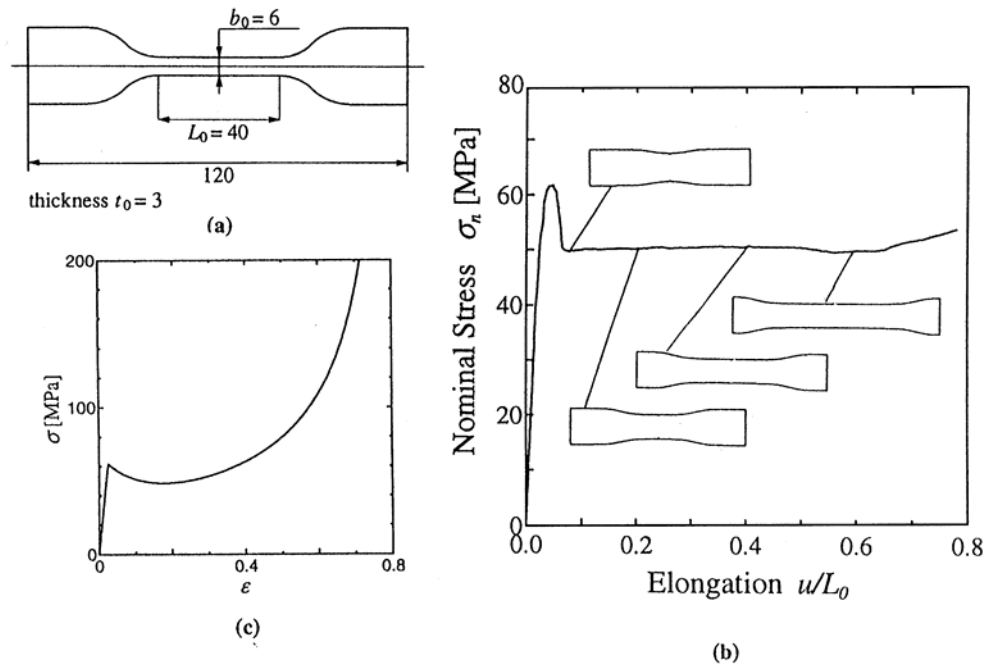 b₀ = 6
L₀ = 40
120
thickness t₀ = 3
(a)
200
100
0
σ [MPa]
0
0.4
0.8
ε
(c)
80
60
40
20
0
Nominal Stress σₙ [MPa]
0.0
0.2
0.4
0.6
0.8
Elongation u/L₀
(b)